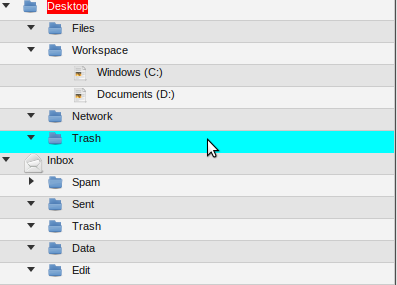 Desktop
Files
Workspace
Windows (C:)
Documents (D:)
Network
Trash
Inbox
Spam
Sent
Trash
Data
Edit